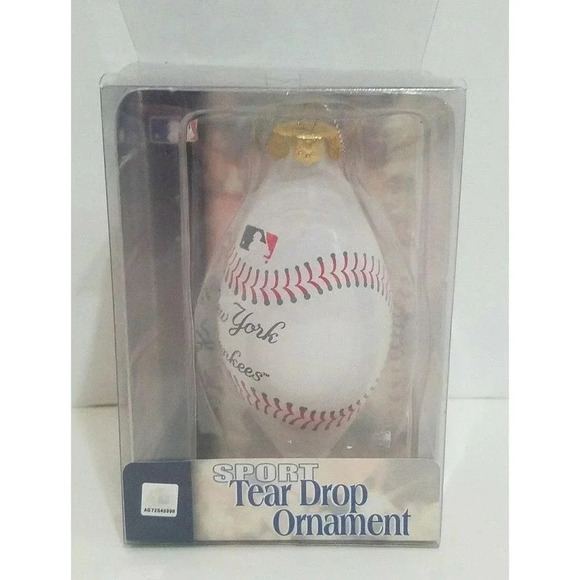 w York
nkees™
SPORT
Tear Drop
Ornament